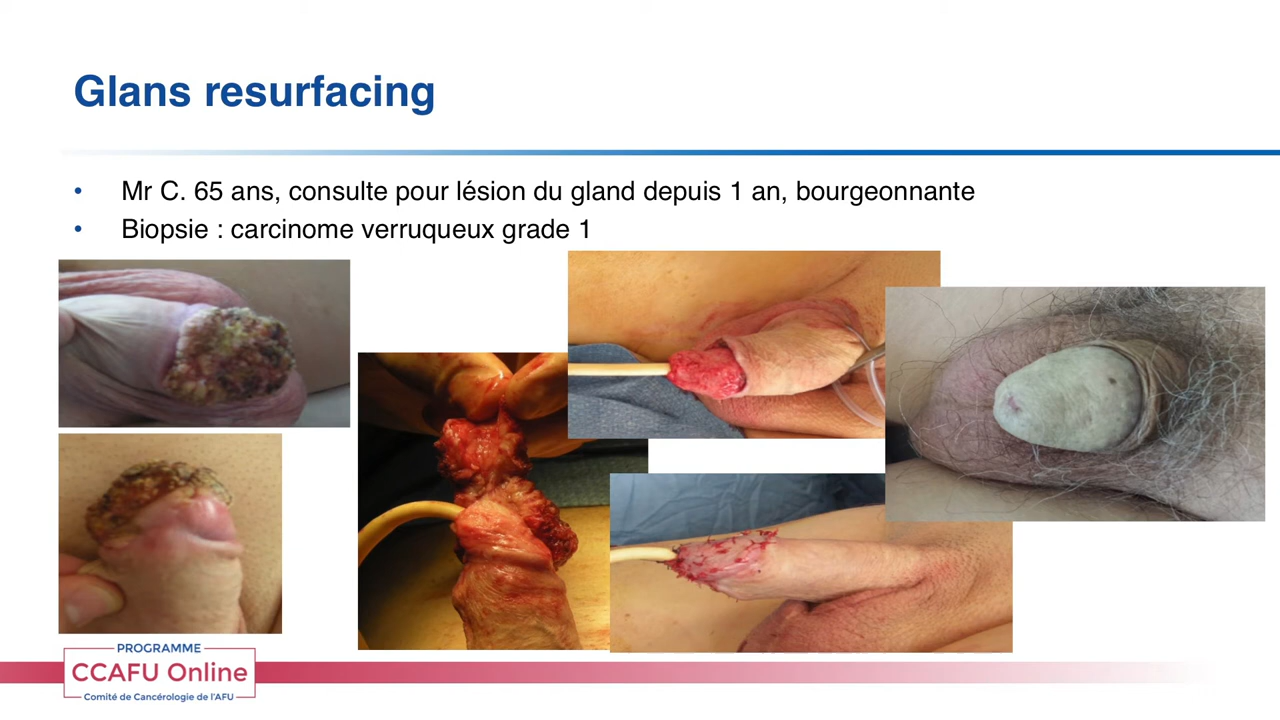 Glans resurfacing
• Mr C. 65 ans, consulte pour lésion du gland depuis 1 an, bourgeonnante
• Biopsie : carcinome verruqueux grade 1
PROGRAMME
CCAFU Online
Comité de Cancérologie de l'AFU